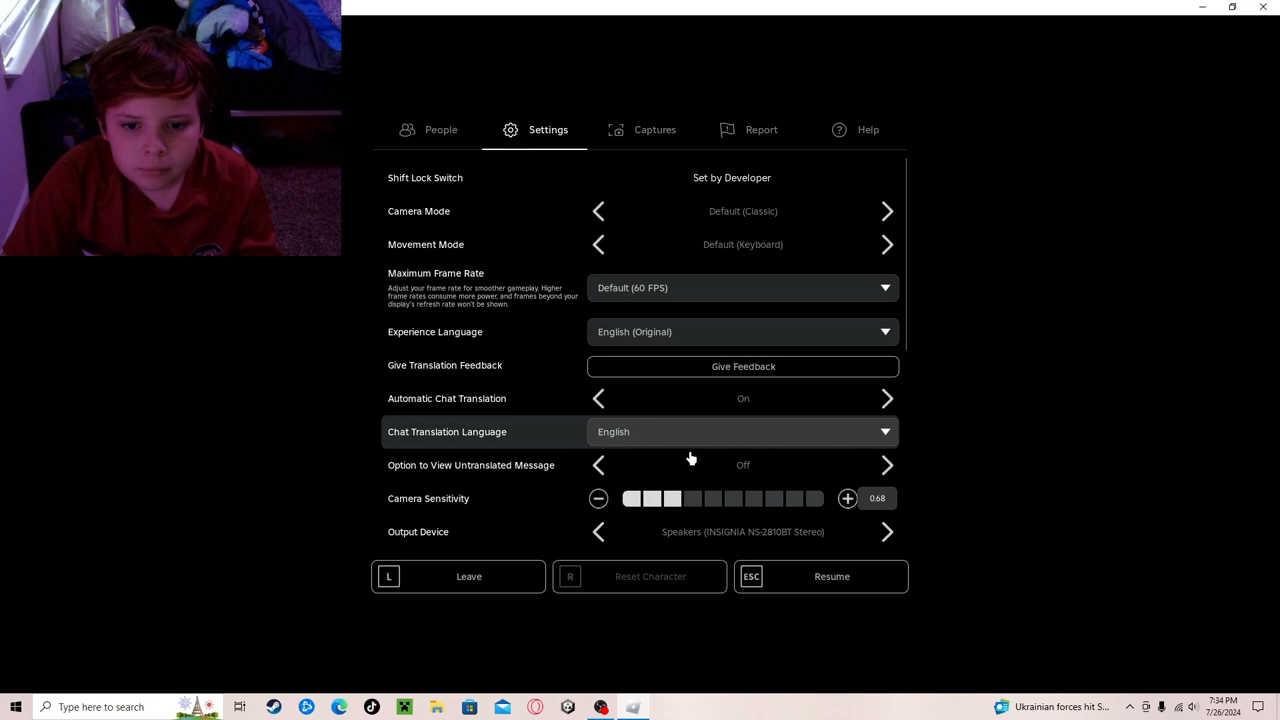 People Settings Captures Report Help
Shift Lock Switch Set by Developer
Camera Mode Default (Classic)
Movement Mode Default (Keyboard)
Maximum Frame Rate
Adjust your frame rate for smoother gameplay. Higher
frame rates consume more power, and frames beyond your
display's refresh rate won't be shown.
Default (60 FPS)
Experience Language English (Original)
Give Translation Feedback Give Feedback
Automatic Chat Translation On
Chat Translation Language English
Option to View Untranslated Message Off
Camera Sensitivity 0.68
Output Device Speakers (INSIGNIA NS-2810BT Stereo)
L Leave R Reset Character ESC Resume
Type here to search
Ukrainian forces hit S...
7:34 PM
7/26/2024